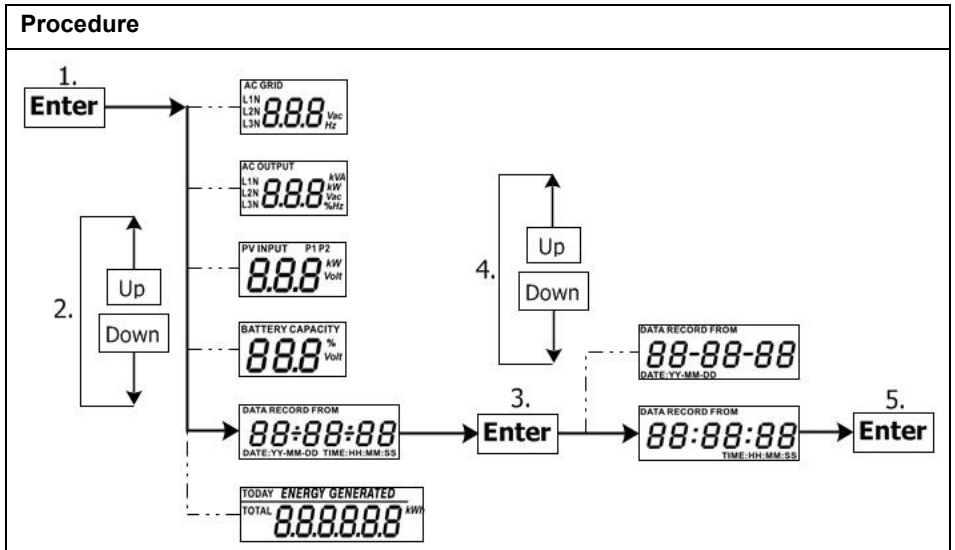 Procedure
1.
Enter
AC GRID
L1N
L2N
L3N
8.8.8
Vac
Hz
AC OUTPUT
L1N
L2N
L3N
8.8.8
kVA
kW
Vac
%Hz
2.
Up
Down
PV INPUT P1 P2
8.8.8
kW
Volt
BATTERY CAPACITY
88.8
%
Volt
DATA RECORD FROM
88÷88÷88
DATE:YY-MM-DD TIME:HH:MM:SS
TODAY ENERGY GENERATED
TOTAL
8.8.8.8.8.8
kWh
3.
Enter
4.
Up
Down
DATA RECORD FROM
88-88-88
DATE:YY-MM-DD
DATA RECORD FROM
88:88:88
TIME:HH:MM:SS
5.
Enter